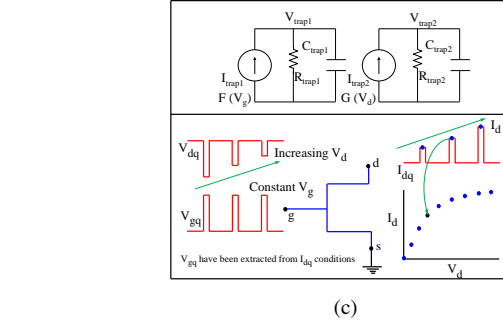 V_trap1
V_trap2
C_trap1
C_trap2
I_trap1
R_trap1
I_trap2
R_trap2
F (V_g)
G (V_d)
V_dq
Increasing V_d
I_d
I_dq
Constant V_g
d
V_gq
g
I_d
s
V_gq have been extracted from I_dq conditions
V_d
(c)